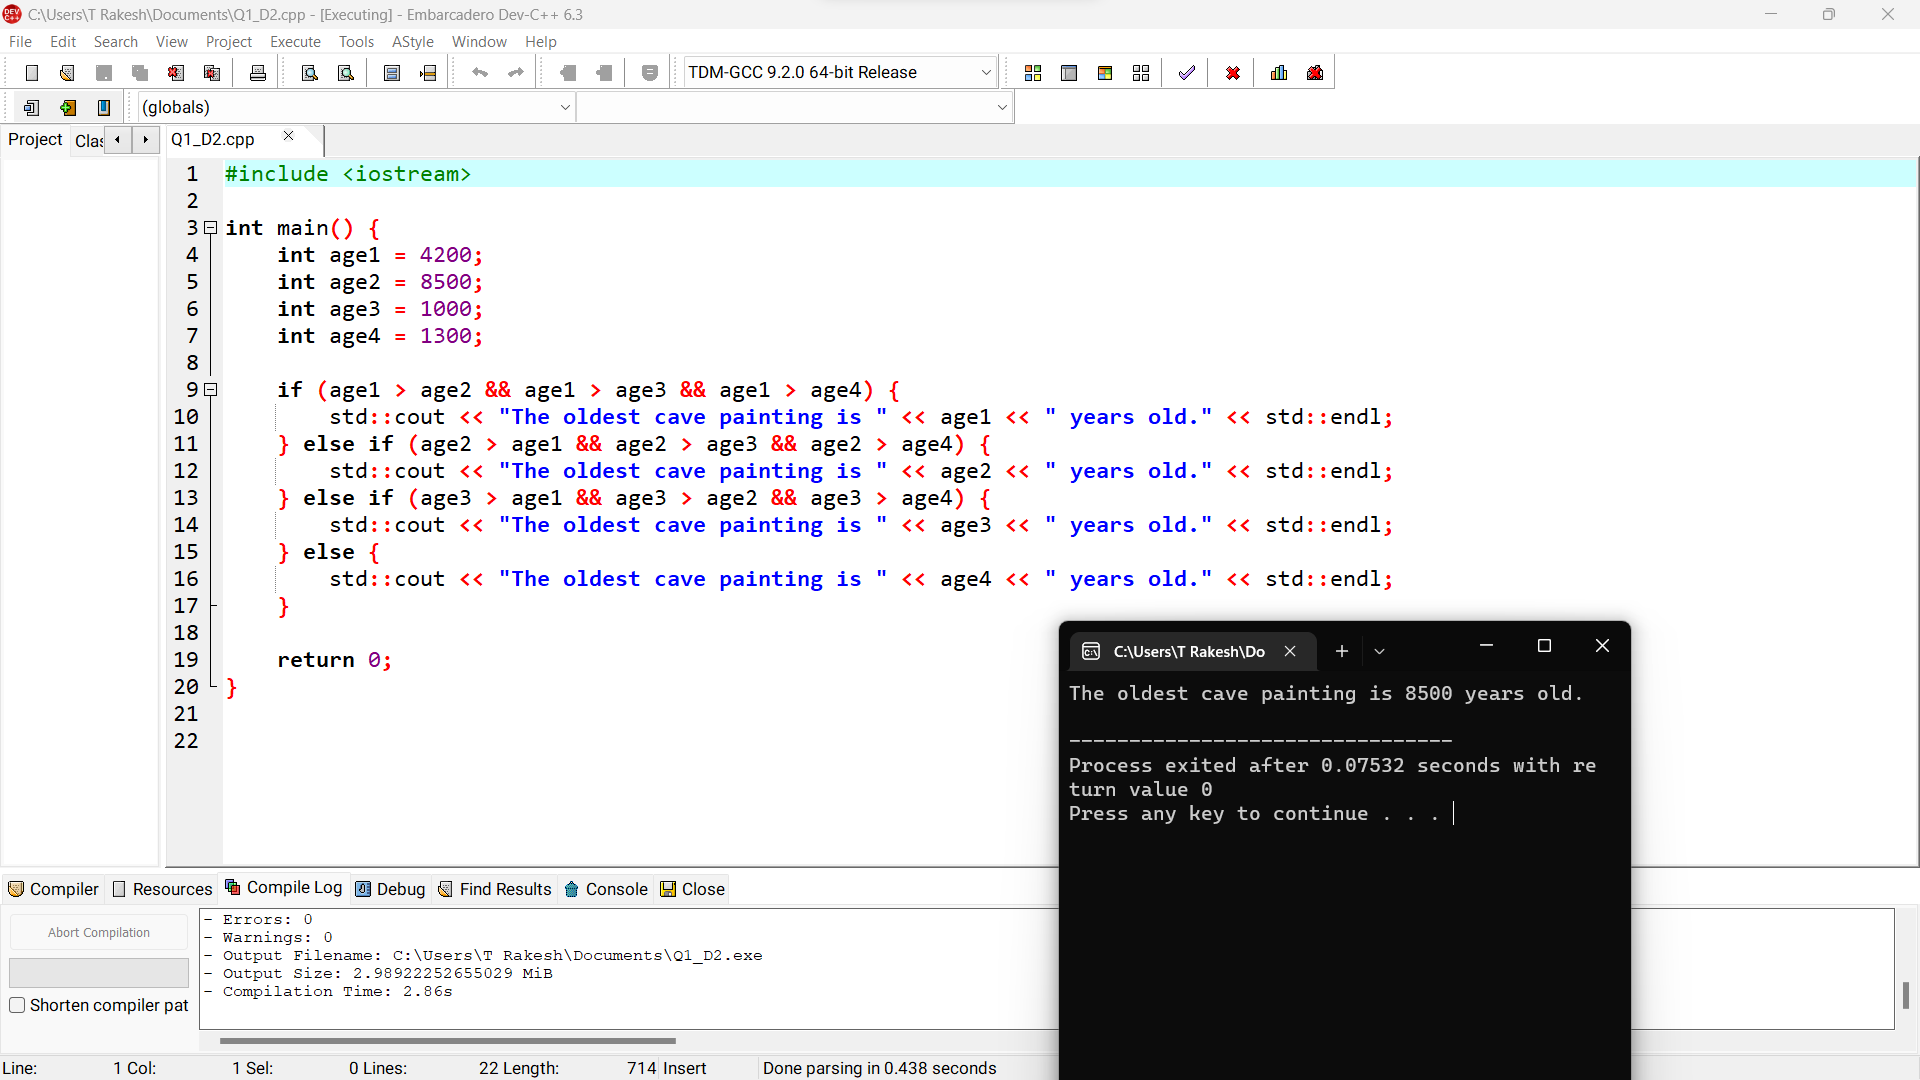 C:\Users\T Rakesh\Documents\Q1_D2.cpp - [Executing] - Embarcadero Dev-C++ 6.3
File Edit Search View Project Execute Tools AStyle Window Help
TDM-GCC 9.2.0 64-bit Release
(globals)
Project Clas Q1_D2.cpp
1 #include <iostream>
2
3 int main() {
4 int age1 = 4200;
5 int age2 = 8500;
6 int age3 = 1000;
7 int age4 = 1300;
8
9 if (age1 > age2 && age1 > age3 && age1 > age4) {
10 std::cout << "The oldest cave painting is " << age1 << " years old." << std::endl;
11 } else if (age2 > age1 && age2 > age3 && age2 > age4) {
12 std::cout << "The oldest cave painting is " << age2 << " years old." << std::endl;
13 } else if (age3 > age1 && age3 > age2 && age3 > age4) {
14 std::cout << "The oldest cave painting is " << age3 << " years old." << std::endl;
15 } else {
16 std::cout << "The oldest cave painting is " << age4 << " years old." << std::endl;
17 }
18
19 return 0;
20 }
21
22
C:\Users\T Rakesh\Do
The oldest cave painting is 8500 years old.
--------------------------------
Process exited after 0.07532 seconds with re
turn value 0
Press any key to continue . . .
Compiler Resources Compile Log Debug Find Results Console Close
Abort Compilation
Shorten compiler pat
- Errors: 0
- Warnings: 0
- Output Filename: C:\Users\T Rakesh\Documents\Q1_D2.exe
- Output Size: 2.98922252655029 MiB
- Compilation Time: 2.86s
Line: 1 Col: 1 Sel: 0 Lines: 22 Length: 714 Insert Done parsing in 0.438 seconds